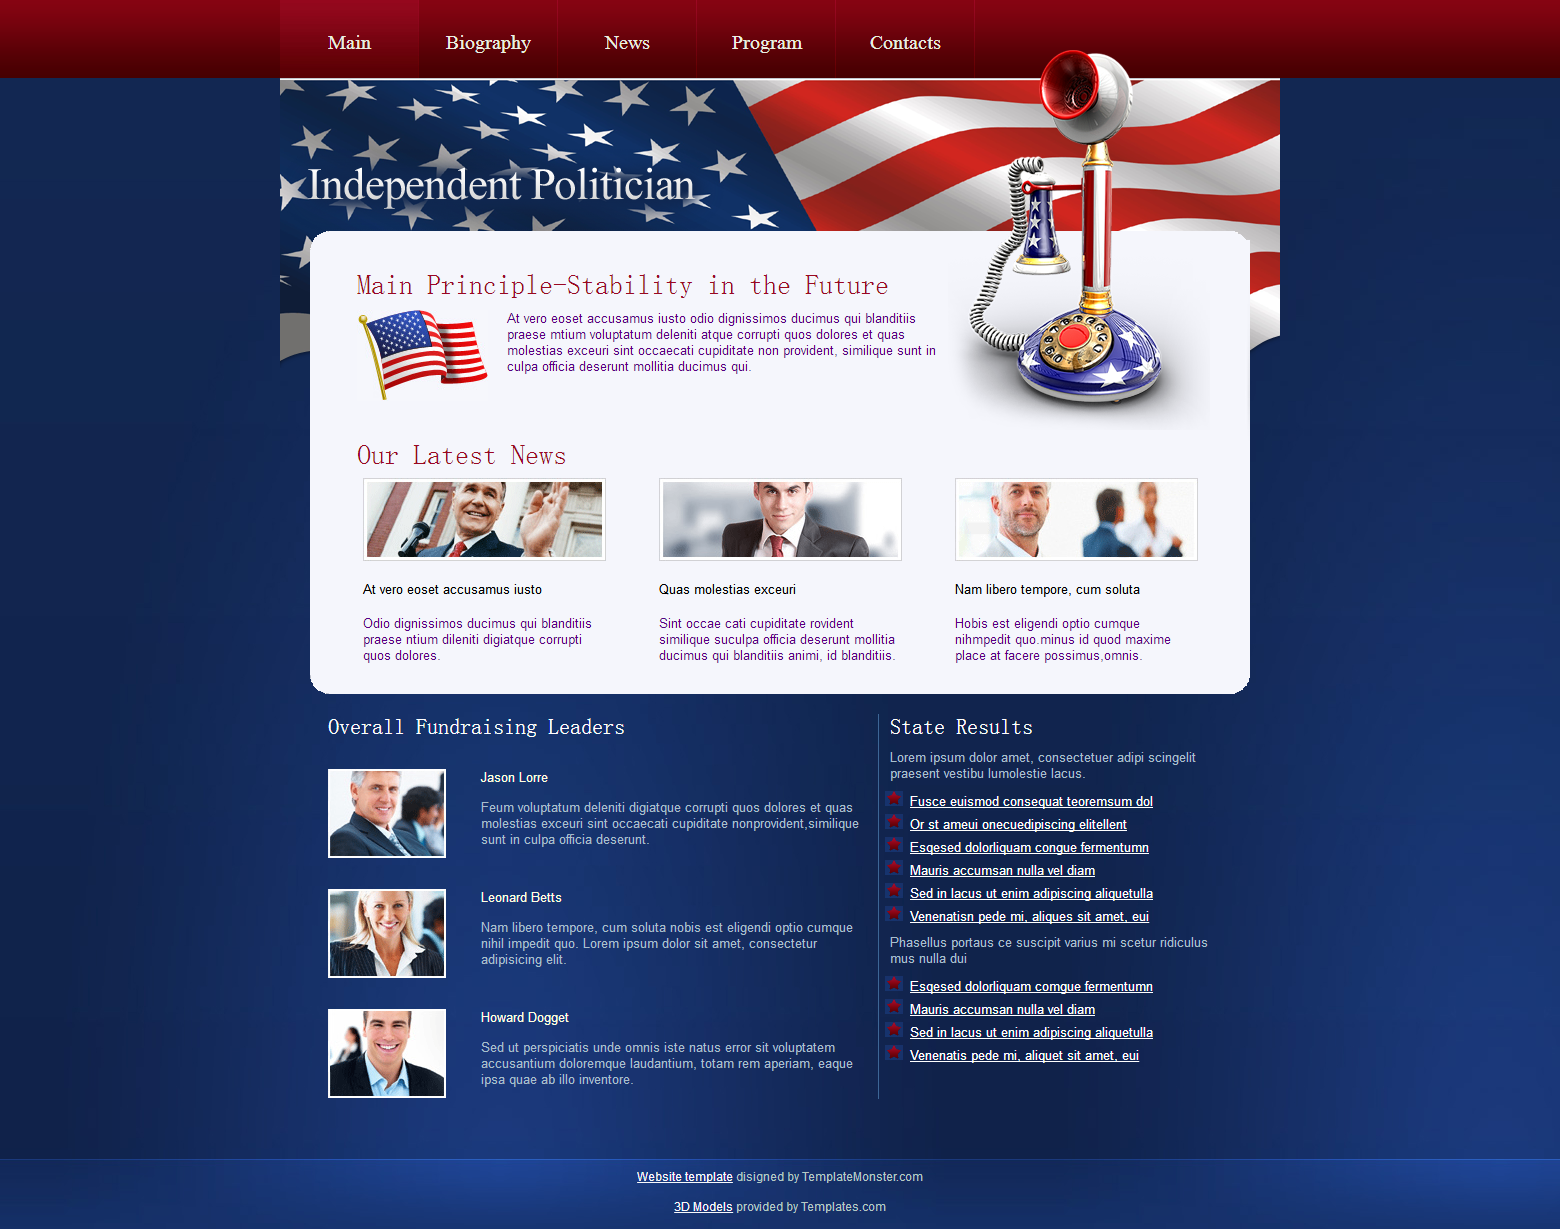 Main
Biography
News
Program
Contacts
Independent Politician
Main Principle-Stability in the Future
At vero eoset accusamus iusto odio dignissimos ducimus qui blanditiis
praese mtium voluptatum deleniti atque corrupti quos dolores et quas
molestias exceuri sint occaecati cupiditate non provident, similique sunt in
culpa officia deserunt mollitia ducimus qui.
Our Latest News
At vero eoset accusamus iusto
Odio dignissimos ducimus qui blanditiis
praese ntium dileniti digiatque corrupti
quos dolores.
Quas molestias exceuri
Sint occae cati cupiditate rovident
similique suculpa officia deserunt mollitia
ducimus qui blanditiis animi, id blanditiis.
Nam libero tempore, cum soluta
Hobis est eligendi optio cumque
nihmpedit quo.minus id quod maxime
place at facere possimus,omnis.
Overall Fundraising Leaders
Jason Lorre
Feum voluptatum deleniti digiatque corrupti quos dolores et quas
molestias exceuri sint occaecati cupiditate nonprovident,similique
sunt in culpa officia deserunt.
Leonard Betts
Nam libero tempore, cum soluta nobis est eligendi optio cumque
nihil impedit quo. Lorem ipsum dolor sit amet, consectetur
adipisicing elit.
Howard Dogget
Sed ut perspiciatis unde omnis iste natus error sit voluptatem
accusantium doloremque laudantium, totam rem aperiam, eaque
ipsa quae ab illo inventore.
State Results
Lorem ipsum dolor amet, consectetuer adipi scingelit
praesent vestibu lumolestie lacus.
Fusce euismod consequat teoremsum dol
Or st ameui onecuedipiscing elitellent
Esqesed dolorliquam congue fermentumn
Mauris accumsan nulla vel diam
Sed in lacus ut enim adipiscing aliquetulla
Venenatisn pede mi, aliques sit amet, eui
Phasellus portaus ce suscipit varius mi scetur ridiculus
mus nulla dui
Esqesed dolorliquam comgue fermentumn
Mauris accumsan nulla vel diam
Sed in lacus ut enim adipiscing aliquetulla
Venenatis pede mi, aliquet sit amet, eui
Website template disigned by TemplateMonster.com
3D Models provided by Templates.com